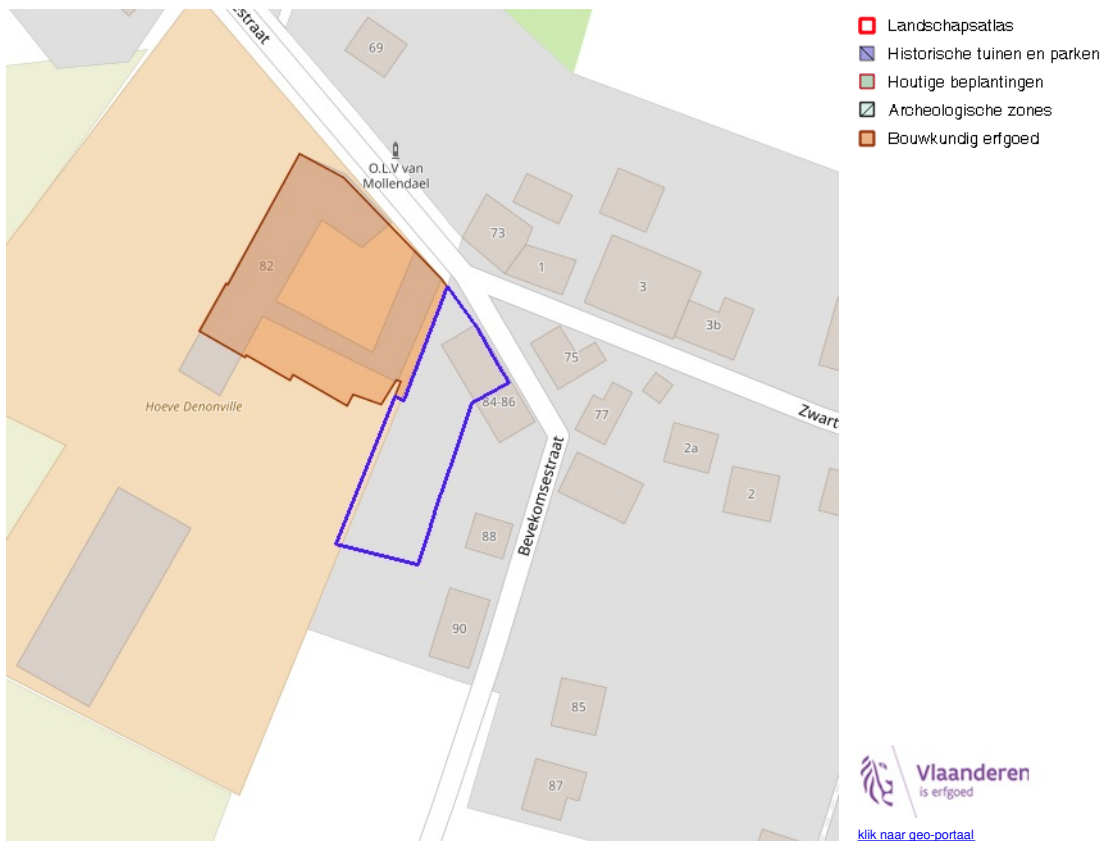 estraat
69
O.L.V van
Mollendael
73
1
82
3
3b
75
84-86
Zwart
77
Hoeve Denonville
2a
2
Bevekomsestraat
88
90
85
87
Landschapsatlas
Historische tuinen en parken
Houtige beplantingen
Archeologische zones
Bouwkundig erfgoed
Vlaanderen
is erfgoed
klik naar geo-portaal